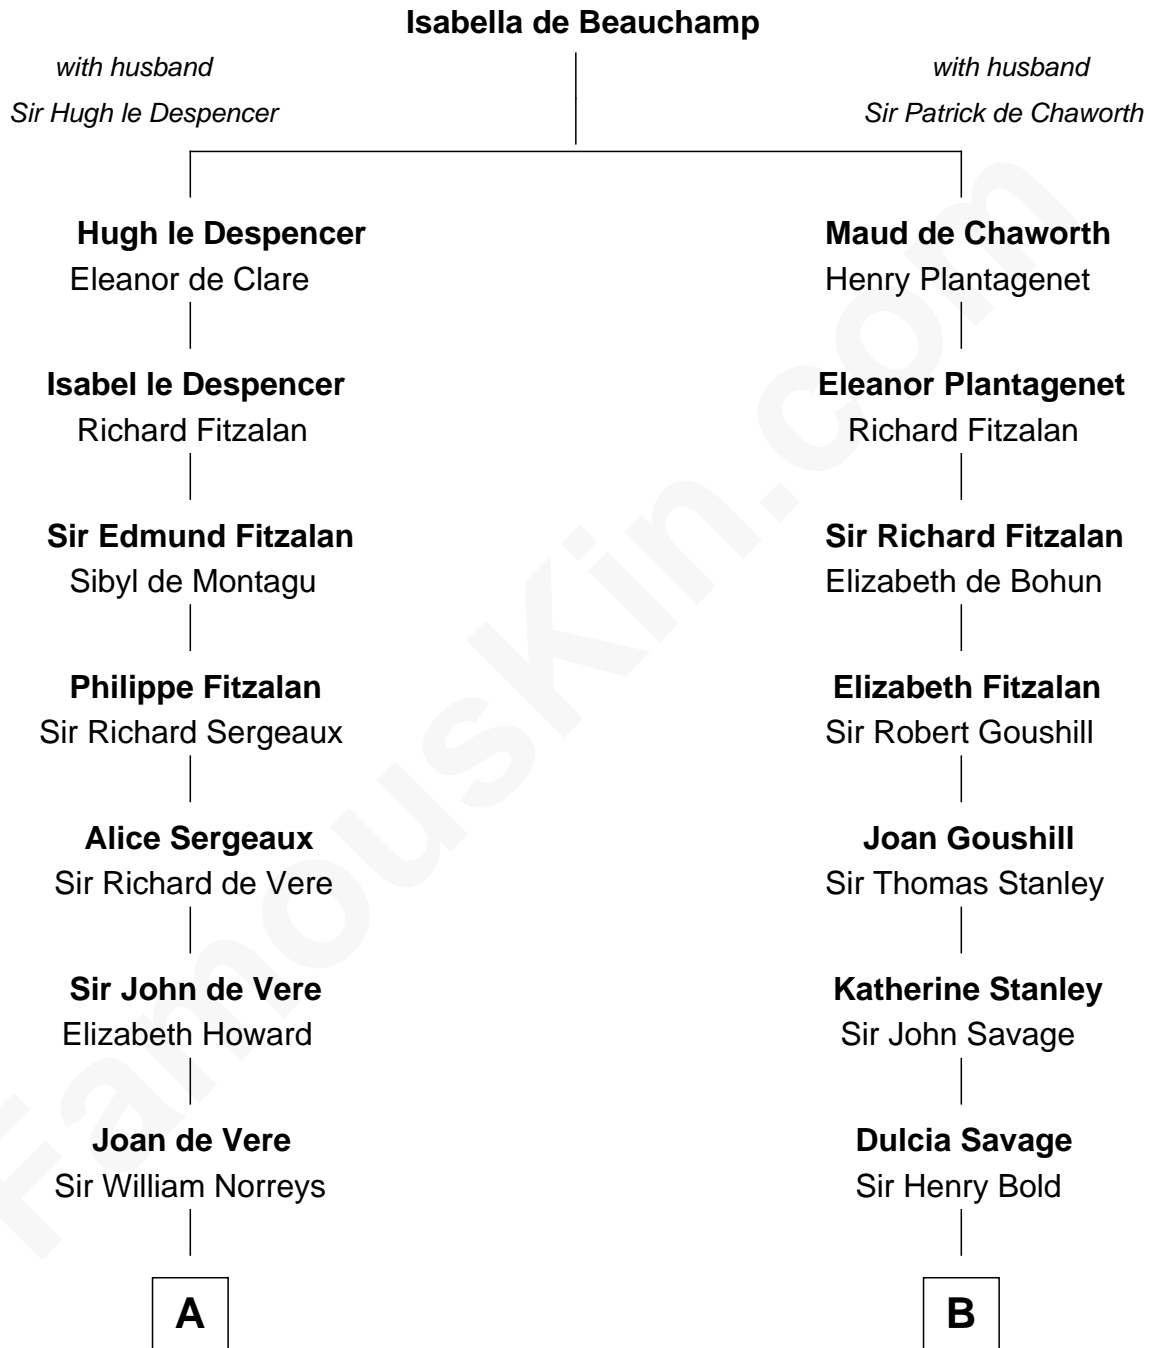 Isabella de Beauchamp
with husband
Sir Hugh le Despencer
with husband
Sir Patrick de Chaworth
Hugh le Despencer
Eleanor de Clare
Maud de Chaworth
Henry Plantagenet
Isabel le Despencer
Richard Fitzalan
Eleanor Plantagenet
Richard Fitzalan
Sir Edmund Fitzalan
Sibyl de Montagu
Sir Richard Fitzalan
Elizabeth de Bohun
Philippe Fitzalan
Sir Richard Sergeaux
Elizabeth Fitzalan
Sir Robert Goushill
Alice Sergeaux
Sir Richard de Vere
Joan Goushill
Sir Thomas Stanley
Sir John de Vere
Elizabeth Howard
Katherine Stanley
Sir John Savage
Joan de Vere
Sir William Norreys
Dulcia Savage
Sir Henry Bold
A
B
FamousKin.com